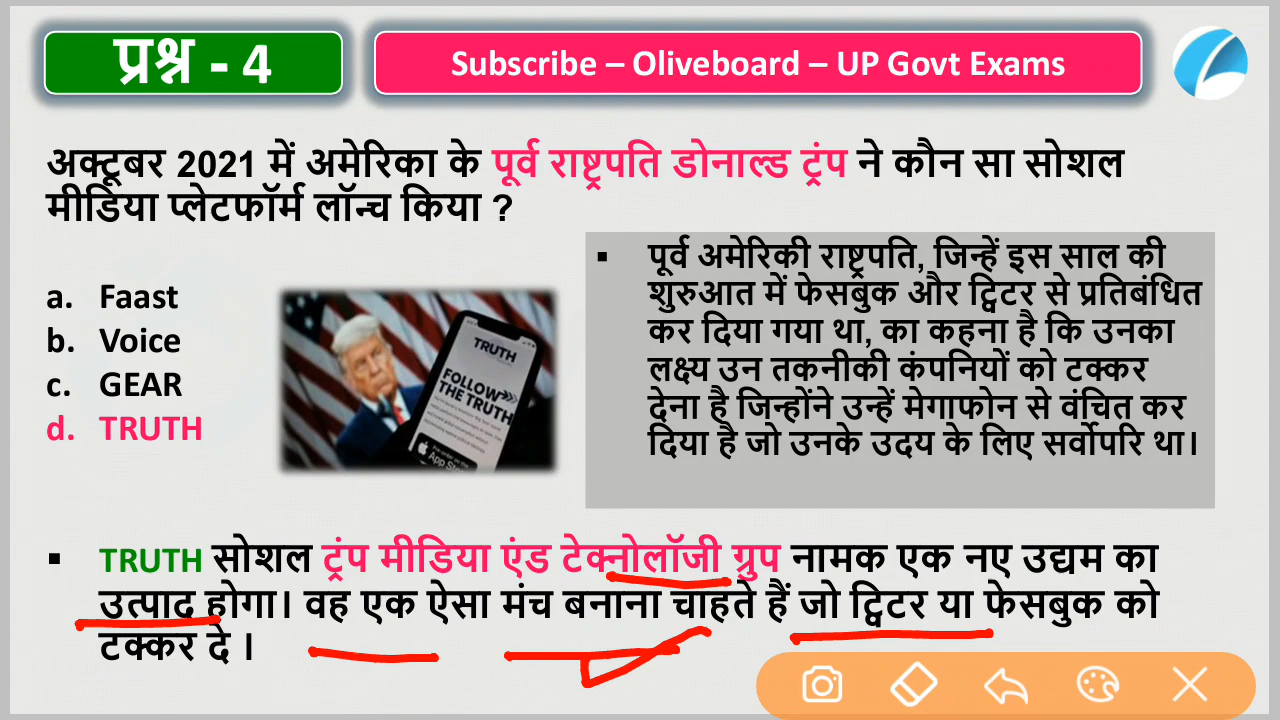 प्रश्न - 4
Subscribe – Oliveboard – UP Govt Exams
अक्टूबर 2021 में अमेरिका के पूर्व राष्ट्रपति डोनाल्ड ट्रंप ने कौन सा सोशल
मीडिया प्लेटफॉर्म लॉन्च किया ?
a. Faast
b. Voice
c. GEAR
d. TRUTH
TRUTH
FOLLOW
THE TRUTH
App Store
▪ पूर्व अमेरिकी राष्ट्रपति, जिन्हें इस साल की
शुरुआत में फेसबुक और ट्विटर से प्रतिबंधित
कर दिया गया था, का कहना है कि उनका
लक्ष्य उन तकनीकी कंपनियों को टक्कर
देना है जिन्होंने उन्हें मेगाफोन से वंचित कर
दिया है जो उनके उदय के लिए सर्वोपरि था।
▪ TRUTH सोशल ट्रंप मीडिया एंड टेक्नोलॉजी ग्रुप नामक एक नए उद्यम का
उत्पाद होगा। वह एक ऐसा मंच बनाना चाहते हैं जो ट्विटर या फेसबुक को
टक्कर दे ।